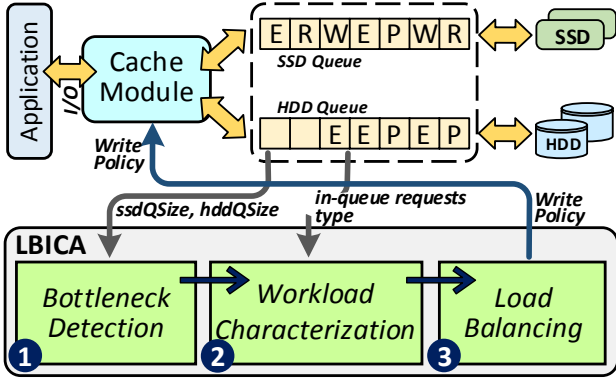 Application
I/O
Cache
Module
E R W E P W R
SSD Queue
SSD
HDD Queue
E E P E P
HDD
Write
Policy
ssdQSize, hddQSize
in-queue requests
type
Write
Policy
LBICA
Bottleneck
Detection
1
Workload
Characterization
2
Load
Balancing
3